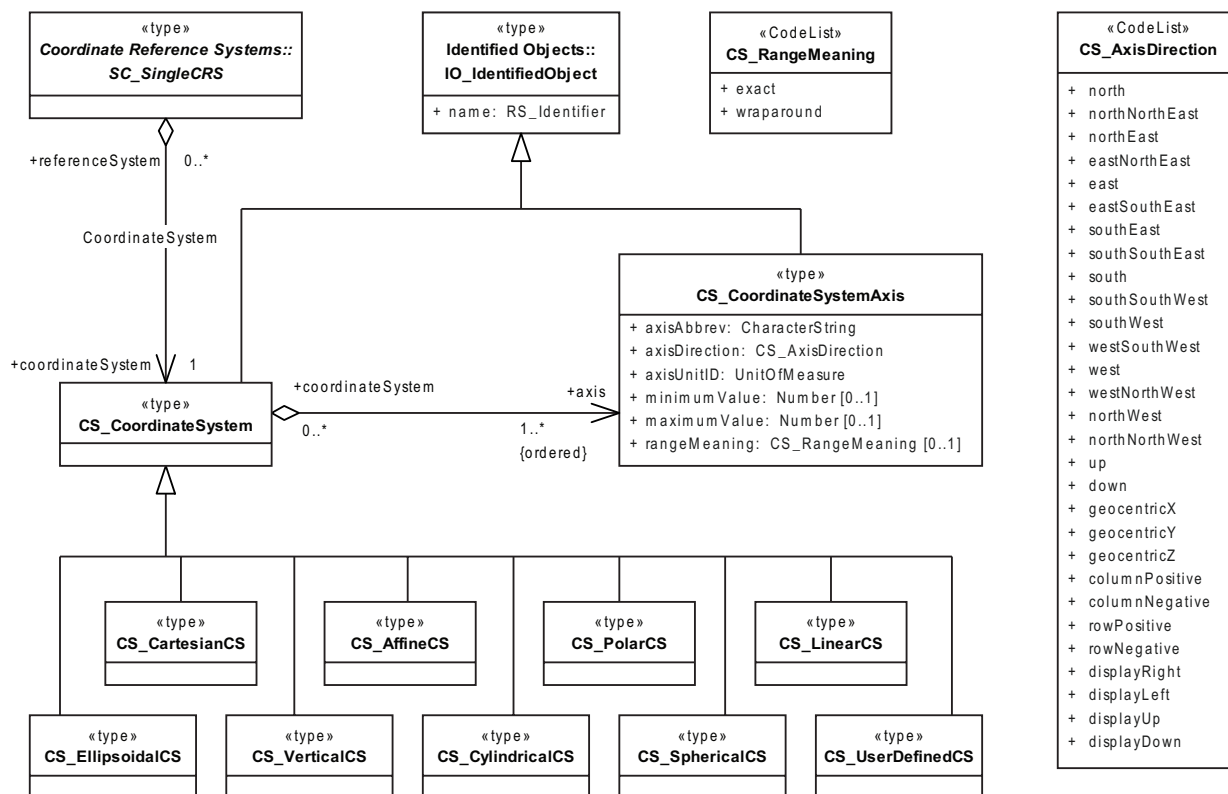 «type»
Coordinate Reference Systems::
SC_SingleCRS
«type»
Identified Objects::
IO_IdentifiedObject
+ name: RS_Identifier
«CodeList»
CS_RangeMeaning
+ exact
+ wraparound
«CodeList»
CS_AxisDirection
+ north
+ northNorthEast
+ northEast
+ eastNorthEast
+ east
+ eastSouthEast
+ southEast
+ southSouthEast
+ south
+ southSouthWest
+ southWest
+ westSouthWest
+ west
+ westNorthWest
+ northWest
+ northNorthWest
+ up
+ down
+ geocentricX
+ geocentricY
+ geocentricZ
+ columnPositive
+ columnNegative
+ rowPositive
+ rowNegative
+ displayRight
+ displayLeft
+ displayUp
+ displayDown
+referenceSystem 0..*
CoordinateSystem
+coordinateSystem 1
«type»
CS_CoordinateSystemAxis
+ axisAbbrev: CharacterString
+ axisDirection: CS_AxisDirection
+ axisUnitID: UnitOfMeasure
+ minimumValue: Number [0..1]
+ maximumValue: Number [0..1]
+ rangeMeaning: CS_RangeMeaning [0..1]
«type»
CS_CoordinateSystem
+coordinateSystem
0..*
+axis
1..*
{ordered}
«type»
CS_CartesianCS
«type»
CS_AffineCS
«type»
CS_PolarCS
«type»
CS_LinearCS
«type»
CS_EllipsoidalCS
«type»
CS_VerticalCS
«type»
CS_CylindricalCS
«type»
CS_SphericalCS
«type»
CS_UserDefinedCS